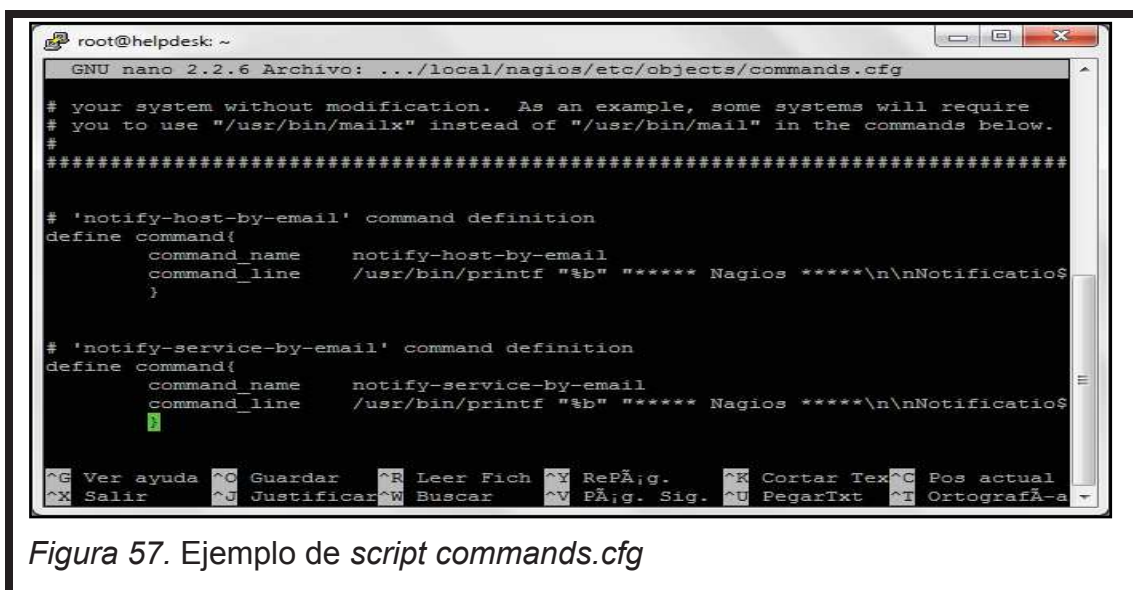 root@helpdesk: ~
GNU nano 2.2.6 Archivo: .../local/nagios/etc/objects/commands.cfg
# your system without modification.  As an example, some systems will require
# you to use "/usr/bin/mailx" instead of "/usr/bin/mail" in the commands below.
#
################################################################################
# 'notify-host-by-email' command definition
define command{
command_name    notify-host-by-email
command_line    /usr/bin/printf "%b" "***** Nagios *****\n\nNotificatio$
}
# 'notify-service-by-email' command definition
define command{
command_name    notify-service-by-email
command_line    /usr/bin/printf "%b" "***** Nagios *****\n\nNotificatio$
}
^G Ver ayuda ^O Guardar ^R Leer Fich ^Y RePÃ¡g. ^K Cortar Tex^C Pos actual
^X Salir ^J Justificar^W Buscar ^V PÃ¡g. Sig. ^U PegarTxt ^T OrtografÃ-a
Figura 57. Ejemplo de script commands.cfg